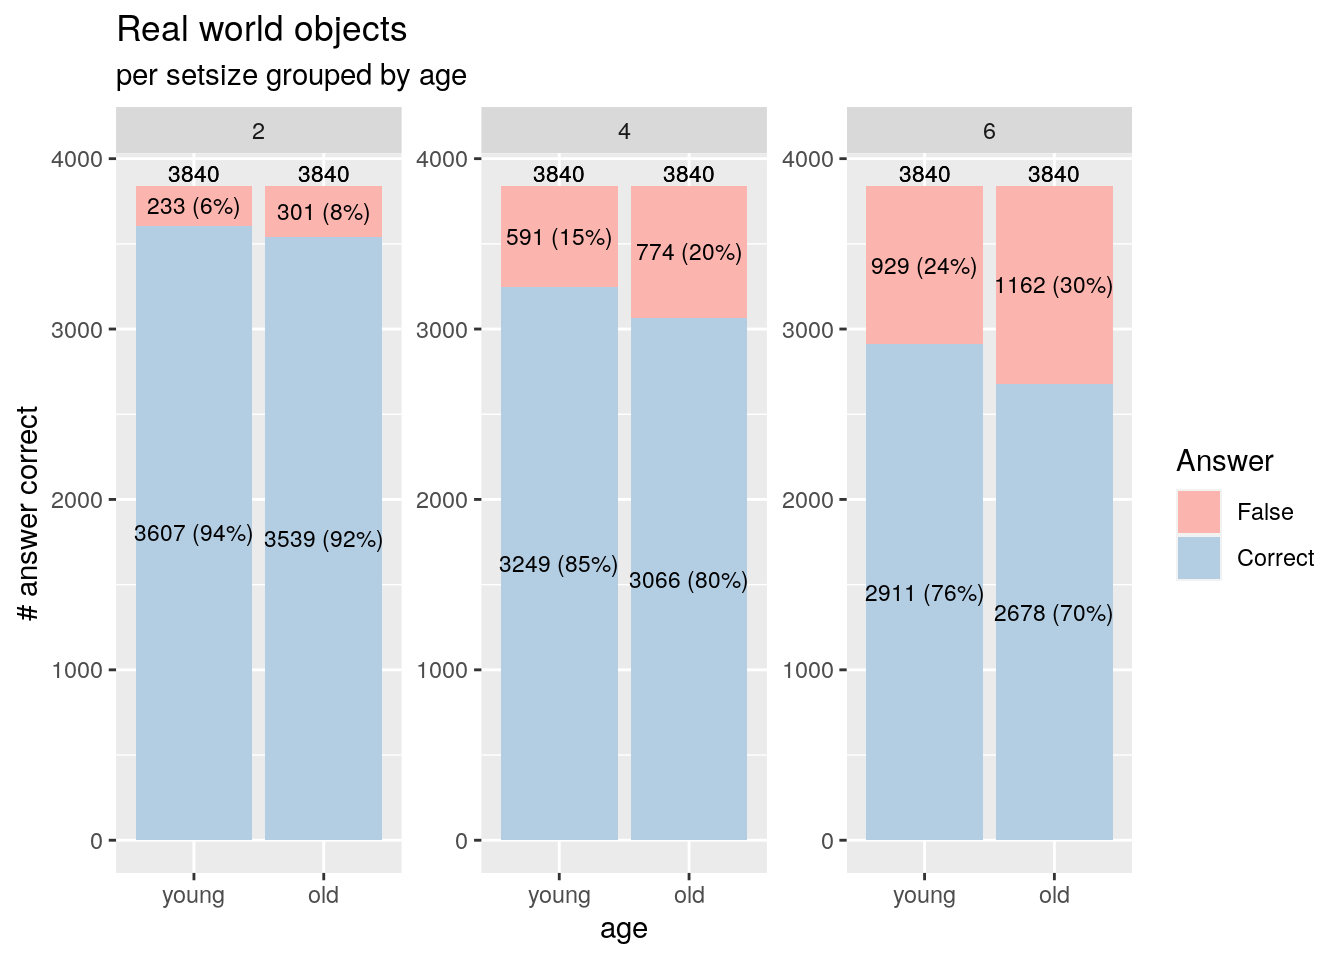 Real world objects
per setsize grouped by age
2
4
6
4000
3000
2000
1000
0
3840
3840
233 (6%)
301 (8%)
3607 (94%)
3539 (92%)
young
old
4000
3000
2000
1000
0
3840
3840
591 (15%)
774 (20%)
3249 (85%)
3066 (80%)
young
old
4000
3000
2000
1000
0
3840
3840
929 (24%)
1162 (30%)
2911 (76%)
2678 (70%)
young
old
# answer correct
age
Answer
False
Correct